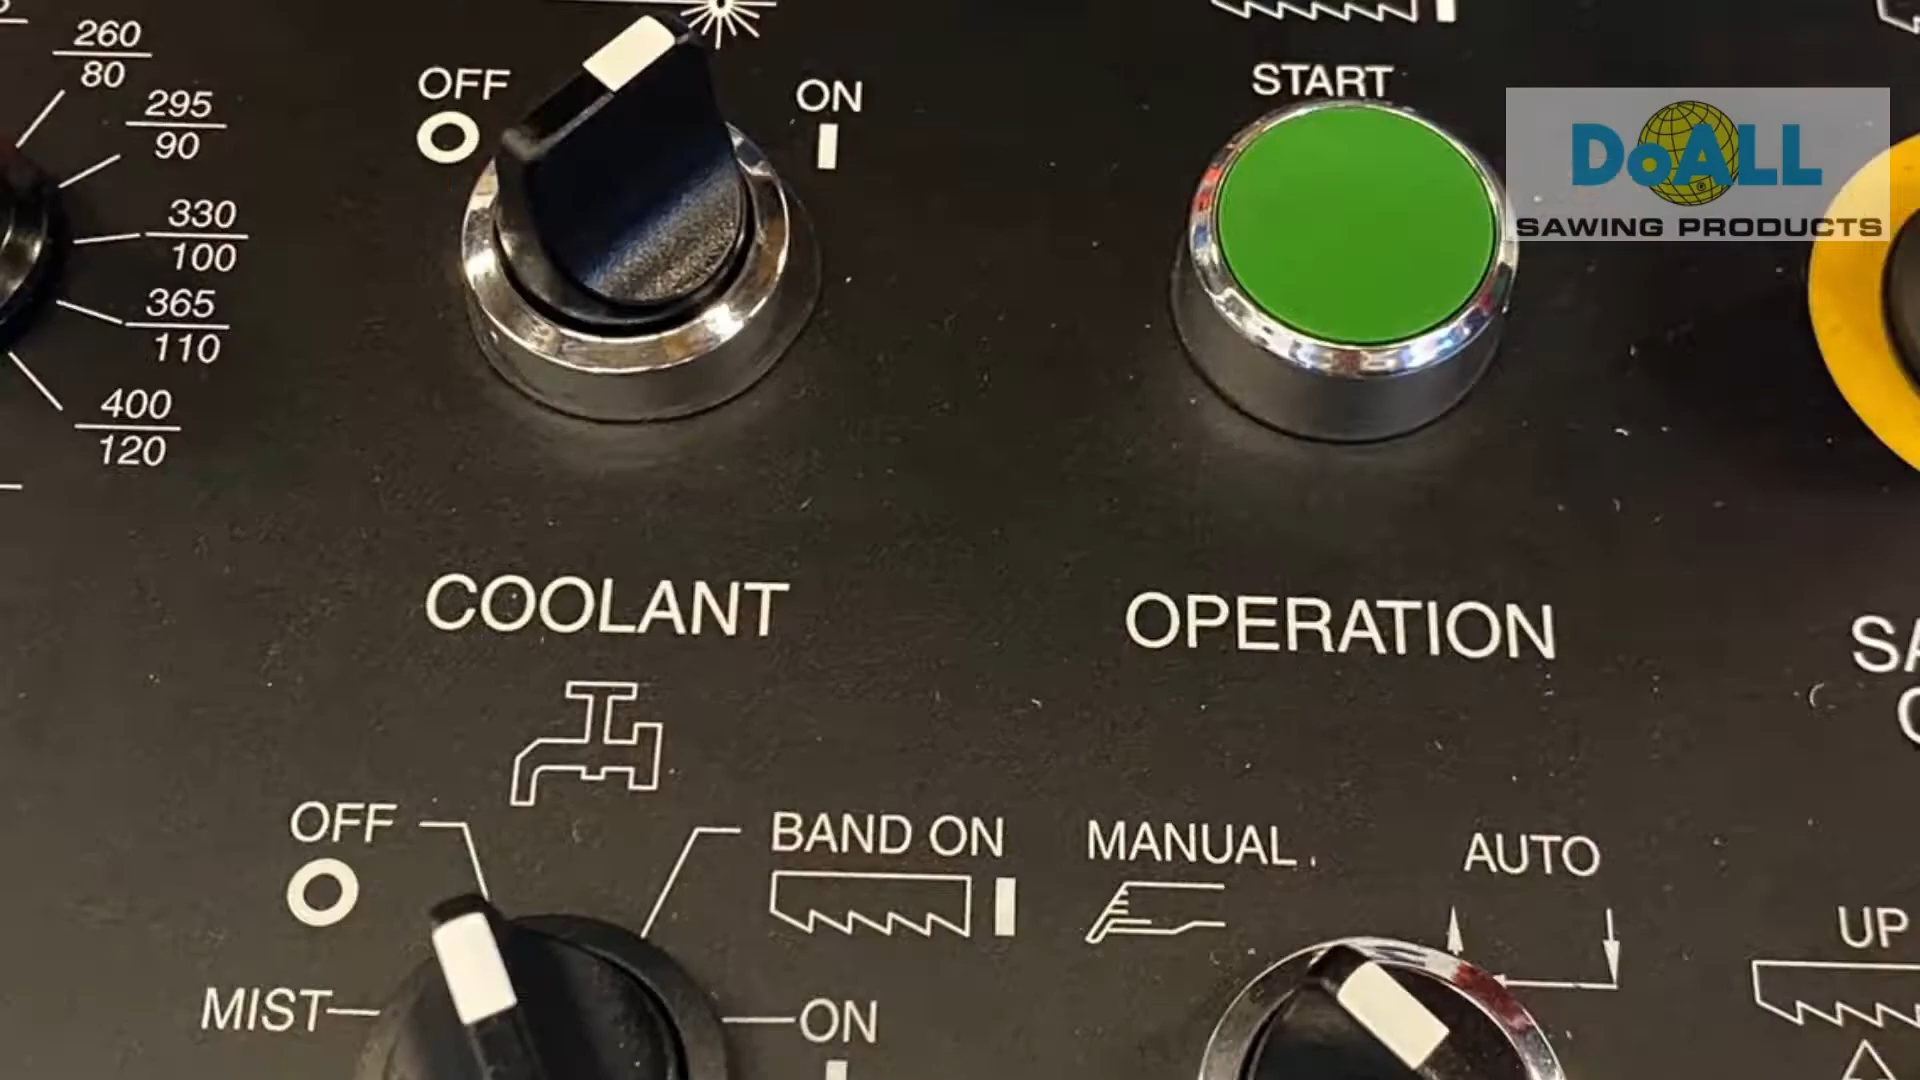 260
80
295
90
330
100
365
110
400
120
OFF
ON
START
DoALL
SAWING PRODUCTS
COOLANT
OPERATION
OFF
BAND ON
MIST
ON
MANUAL
AUTO
UP